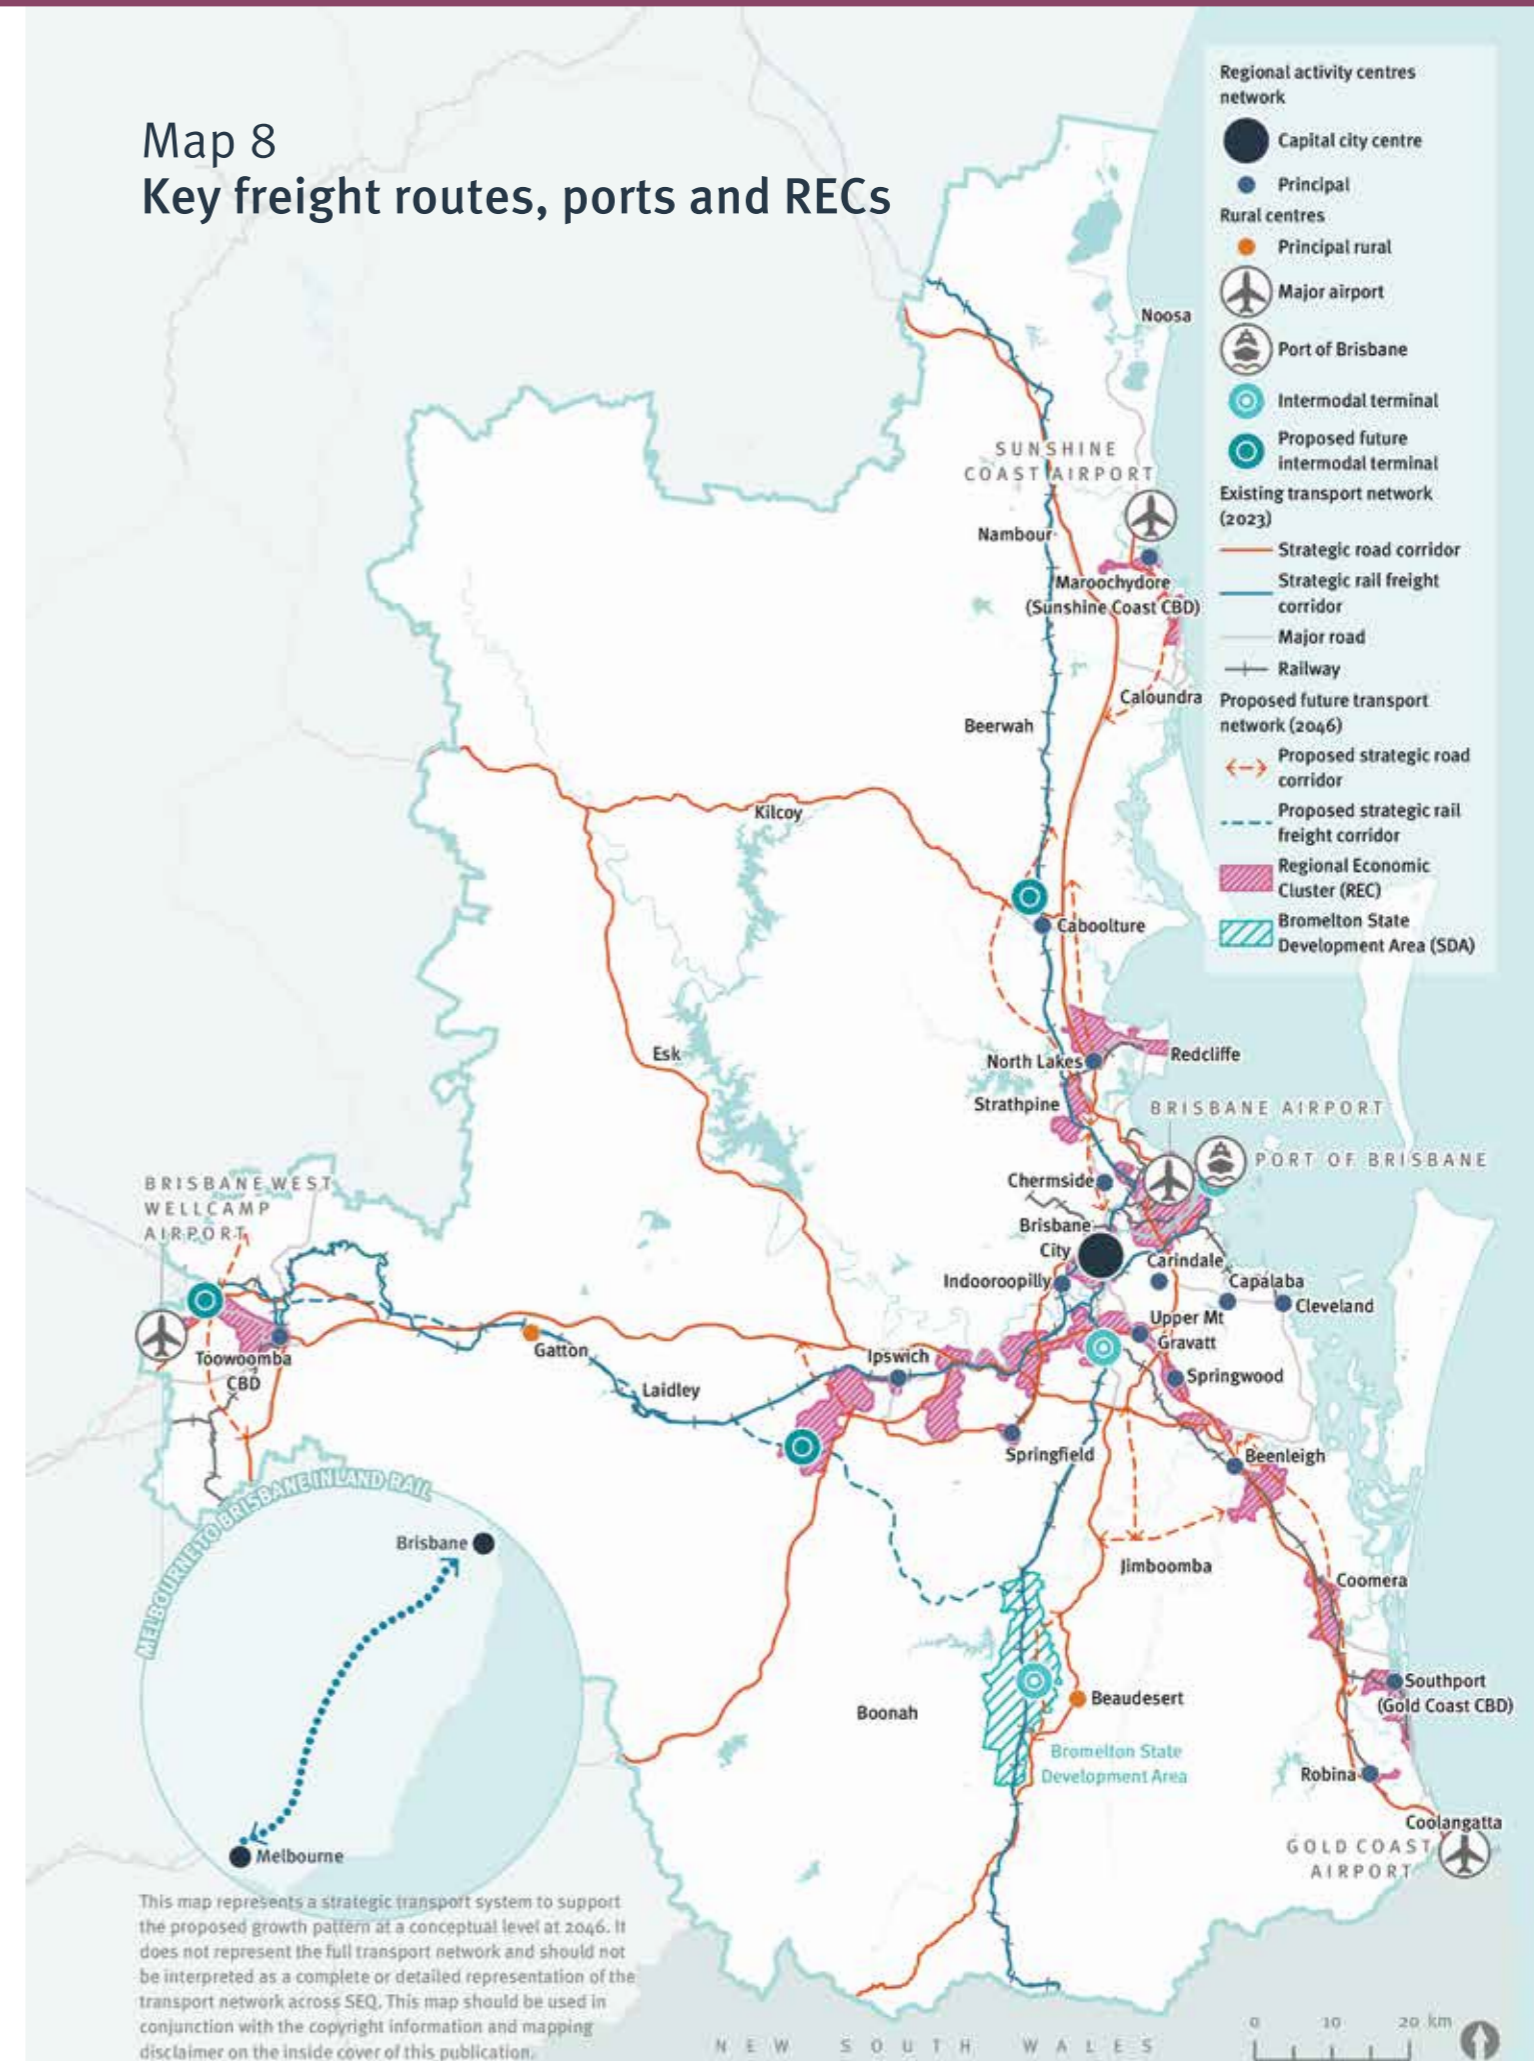 Map 8
Key freight routes, ports and RECs
Regional activity centres
network
Capital city centre
Principal
Rural centres
Principal rural
Major airport
Port of Brisbane
Intermodal terminal
Proposed future
intermodal terminal
Existing transport network
(2023)
Strategic road corridor
Strategic rail freight
corridor
Major road
Railway
Proposed future transport
network (2046)
Proposed strategic road
corridor
Proposed strategic rail
freight corridor
Regional Economic
Cluster (REC)
Bromelton State
Development Area (SDA)
Noosa
SUNSHINE
COAST AIRPORT
Nambour
Maroochydore
(Sunshine Coast CBD)
Caloundra
Beerwah
Kilcoy
Caboolture
Esk
North Lakes
Redcliffe
Strathpine
BRISBANE AIRPORT
PORT OF BRISBANE
Chermside
BRISBANE WEST
WELLCAMP
AIRPORT
Brisbane
City
Carindale
Indooroopilly
Capalaba
Cleveland
Upper Mt
Gravatt
Toowoomba
CBD
Gatton
Ipswich
Laidley
Springwood
Springfield
Beenleigh
MELBOURNE TO BRISBANE INLAND RAIL
Brisbane
Melbourne
Jimboomba
Coomera
Boonah
Beaudesert
Southport
(Gold Coast CBD)
Bromelton State
Development Area
Robina
Coolangatta
GOLD COAST
AIRPORT
This map represents a strategic transport system to support
the proposed growth pattern at a conceptual level at 2046. It
does not represent the full transport network and should not
be interpreted as a complete or detailed representation of the
transport network across SEQ. This map should be used in
conjunction with the copyright information and mapping
disclaimer on the inside cover of this publication.
NEW SOUTH WALES
0 10 20 km